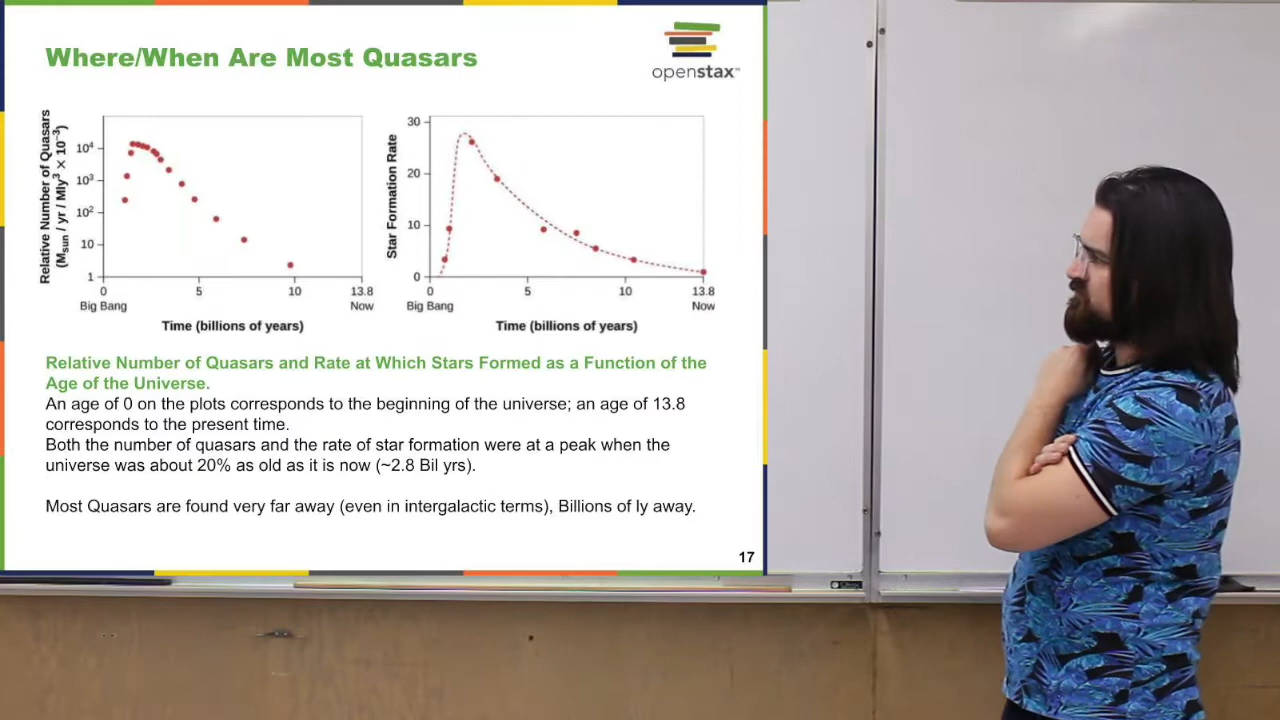 Where/When Are Most Quasars
openstax™
Relative Number of Quasars
(Msun / yr / Mly³ × 10⁻³)
10⁴
10³
10²
10
1
0
5
10
13.8
Big Bang
Now
Time (billions of years)
Star Formation Rate
30
20
10
0
0
5
10
13.8
Big Bang
Now
Time (billions of years)
Relative Number of Quasars and Rate at Which Stars Formed as a Function of the
Age of the Universe.
An age of 0 on the plots corresponds to the beginning of the universe; an age of 13.8
corresponds to the present time.
Both the number of quasars and the rate of star formation were at a peak when the
universe was about 20% as old as it is now (~2.8 Bil yrs).
Most Quasars are found very far away (even in intergalactic terms), Billions of ly away.
17